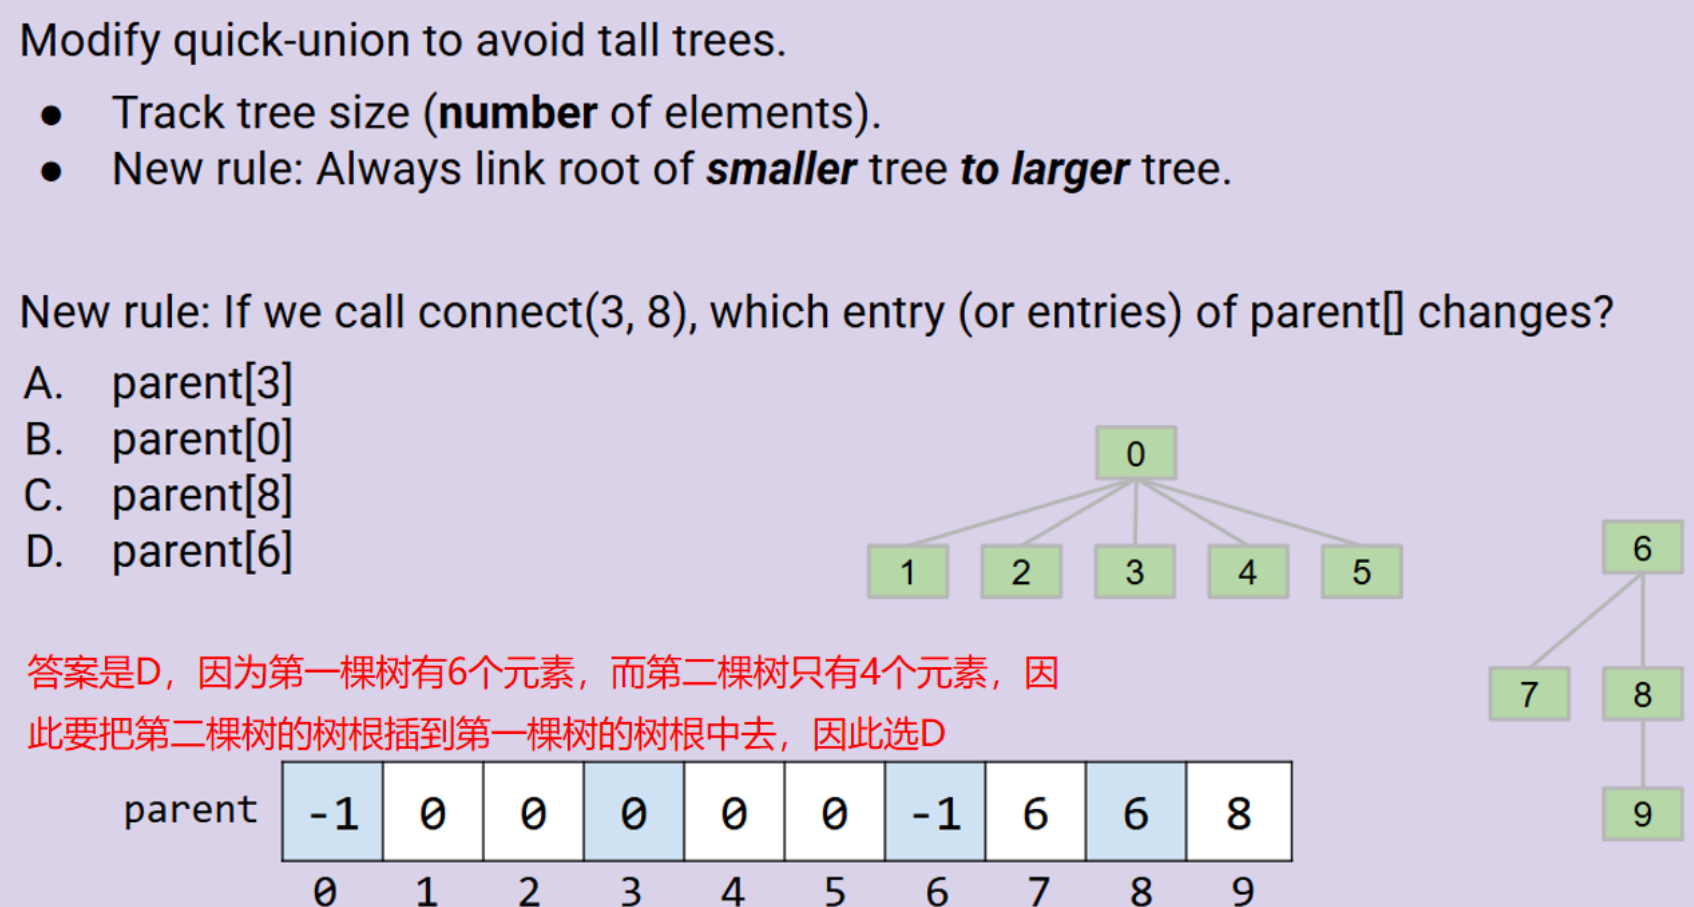 Modify quick-union to avoid tall trees.
● Track tree size (number of elements).
● New rule: Always link root of smaller tree to larger tree.
New rule: If we call connect(3, 8), which entry (or entries) of parent[] changes?
A. parent[3]
B. parent[0]
C. parent[8]
D. parent[6]
0
1 2 3 4 5
6
7 8
9
答案是D，因为第一棵树有6个元素，而第二棵树只有4个元素，因
此要把第二棵树的树根插到第一棵树的树根中去，因此选D
parent -1 0 0 0 0 0 -1 6 6 8
0 1 2 3 4 5 6 7 8 9